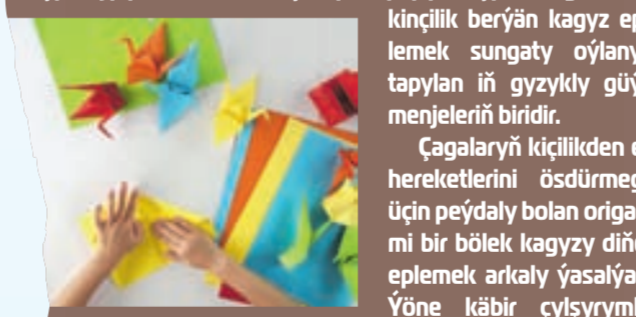 kinçilik berýän kagyz ep
lemek sungaty oýlany
tapylan iň gyzykly güý
menjeleriň biridir.
Çagalaryň kiçilikden e
hereketlerini ösdürmeg
üçin peýdaly bolan origa
mi bir bölek kagyzy diňe
eplemek arkaly ýasalýa
Ýöne käbir çylşyryml